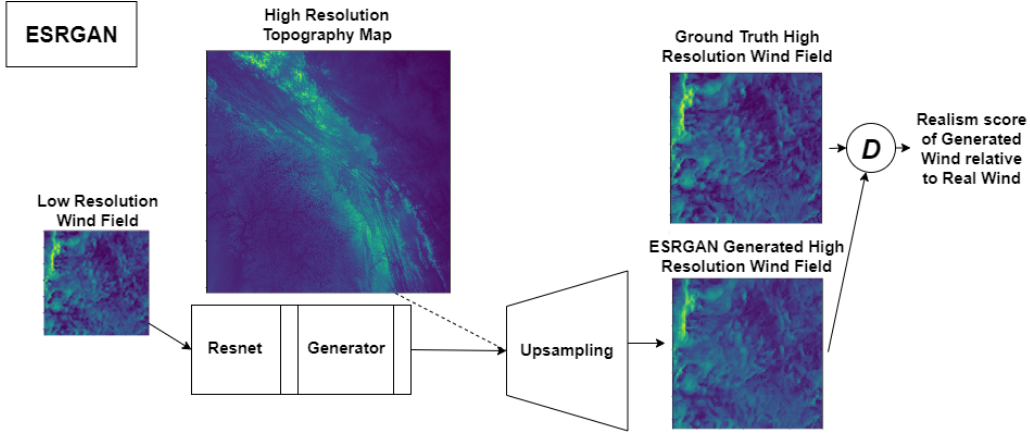 ESRGAN
High Resolution
Topography Map
Ground Truth High
Resolution Wind Field
D
Realism score
of Generated
Wind relative
to Real Wind
Low Resolution
Wind Field
ESRGAN Generated High
Resolution Wind Field
Resnet
Generator
Upsampling